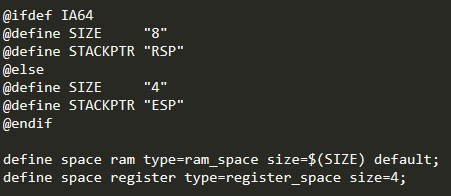 @ifdef IA64
@define SIZE     "8"
@define STACKPTR "RSP"
@else
@define SIZE     "4"
@define STACKPTR "ESP"
@endif

define space ram type=ram_space size=$(SIZE) default;
define space register type=register_space size=4;